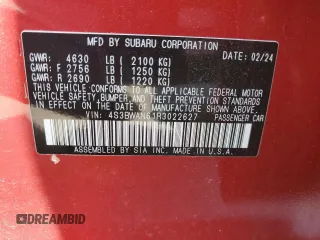 MFD BY SUBARU CORPORATION
DATE: 02/24
GVWR: 4630 LB ( 2100 KG)
GAWR: F 2756 LB ( 1250 KG)
GAWR: R 2690 LB ( 1220 KG)
THIS VEHICLE CONFORMS TO ALL APPLICABLE FEDERAL MOTOR
VEHICLE SAFETY, BUMPER, AND THEFT PREVENTION STANDARDS
IN EFFECT ON THE DATE OF MANUFACTURE SHOWN ABOVE.
VIN: 4S3BWAN61R3022627
ASSEMBLED BY SIA INC. MADE IN U.S.A.
DREAMBID